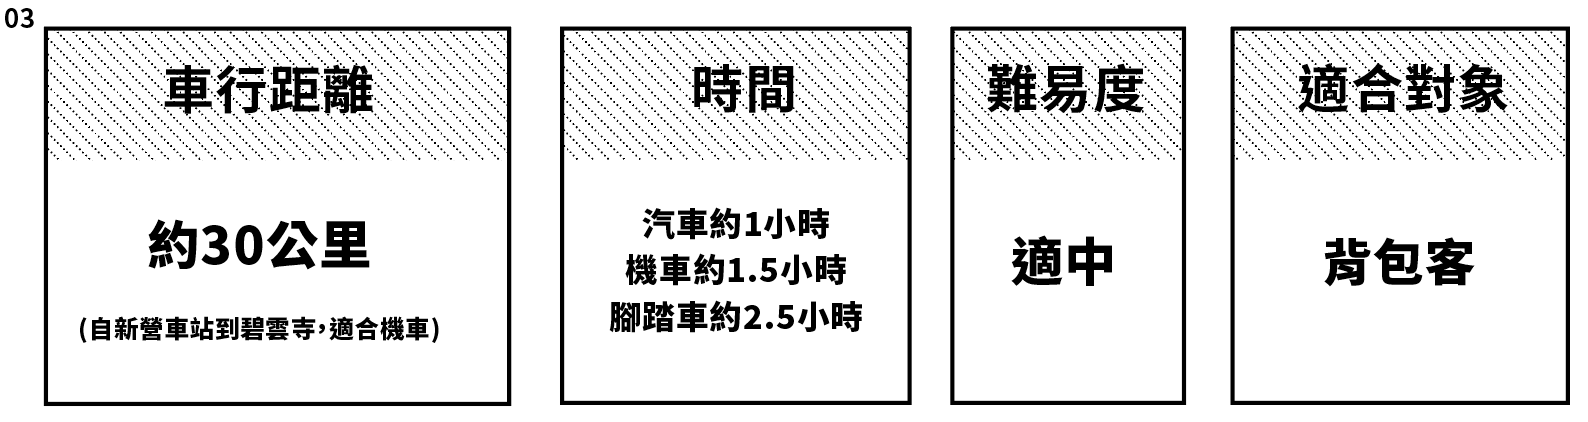 03
車行距離
約30公里
(自新營車站到碧雲寺，適合機車)
時間
汽車約1小時
機車約1.5小時
腳踏車約2.5小時
難易度
適中
適合對象
背包客